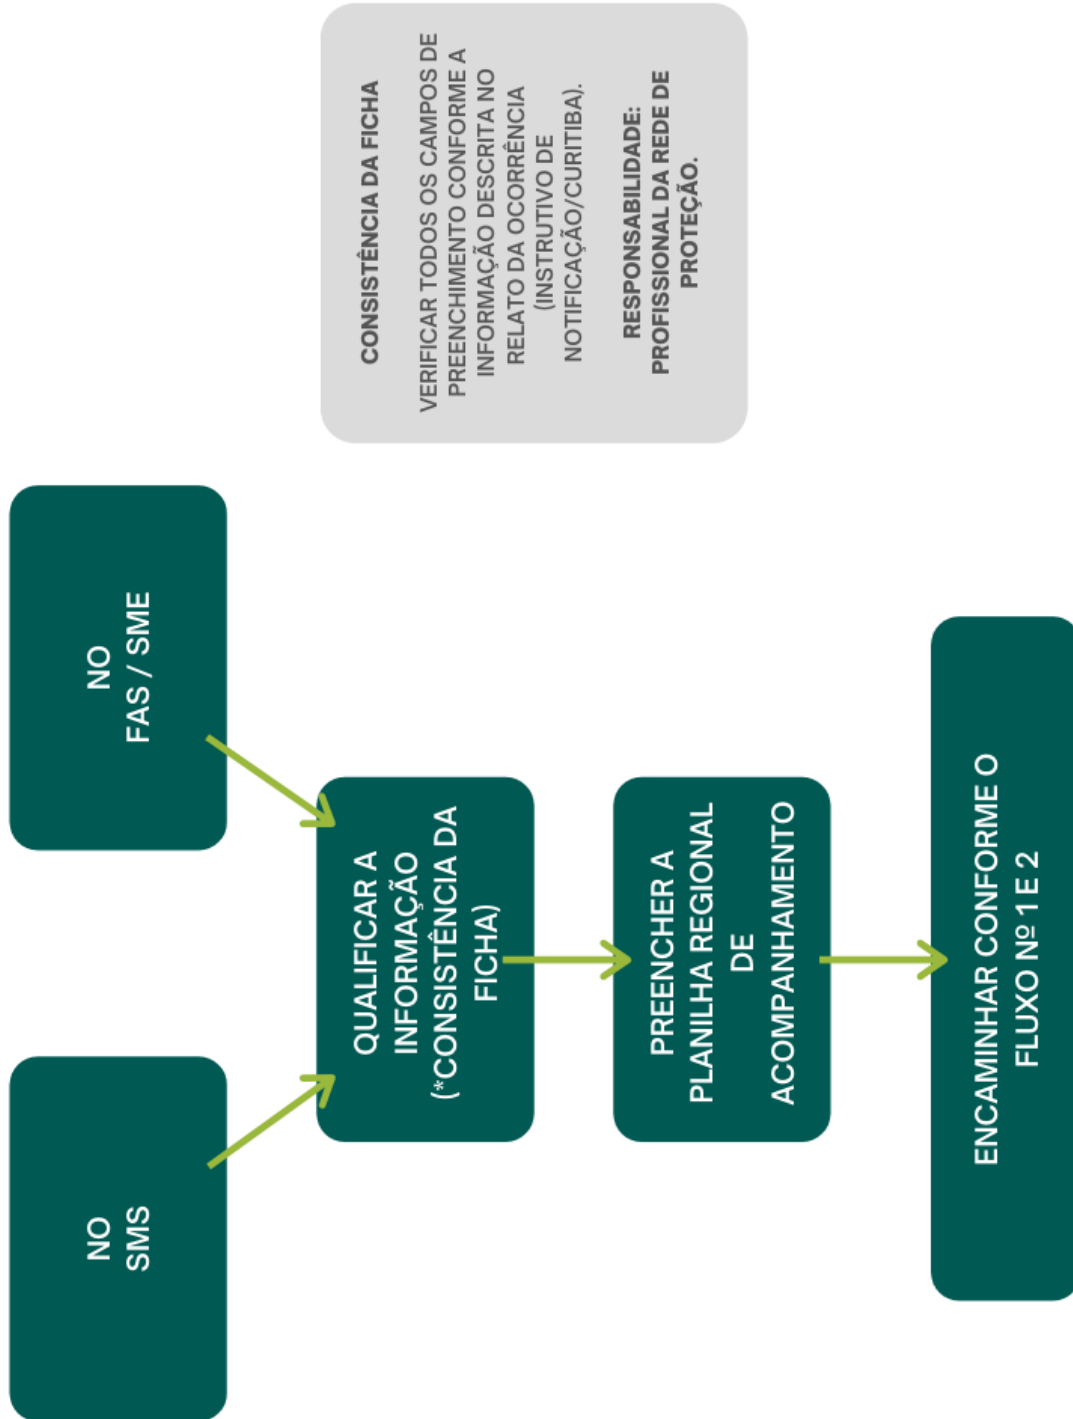 NO
SMS
NO
FAS / SME
QUALIFICAR A
INFORMAÇÃO
(*CONSISTÊNCIA DA
FICHA)
PREENCHER A
PLANILHA REGIONAL
DE
ACOMPANHAMENTO
ENCAMINHAR CONFORME O
FLUXO Nº 1 E 2
CONSISTÊNCIA DA FICHA
VERIFICAR TODOS OS CAMPOS DE
PREENCHIMENTO CONFORME A
INFORMAÇÃO DESCRITA NO
RELATO DA OCORRÊNCIA
(INSTRUTIVO DE
NOTIFICAÇÃO/CURITIBA).
RESPONSABILIDADE:
PROFISSIONAL DA REDE DE
PROTEÇÃO.